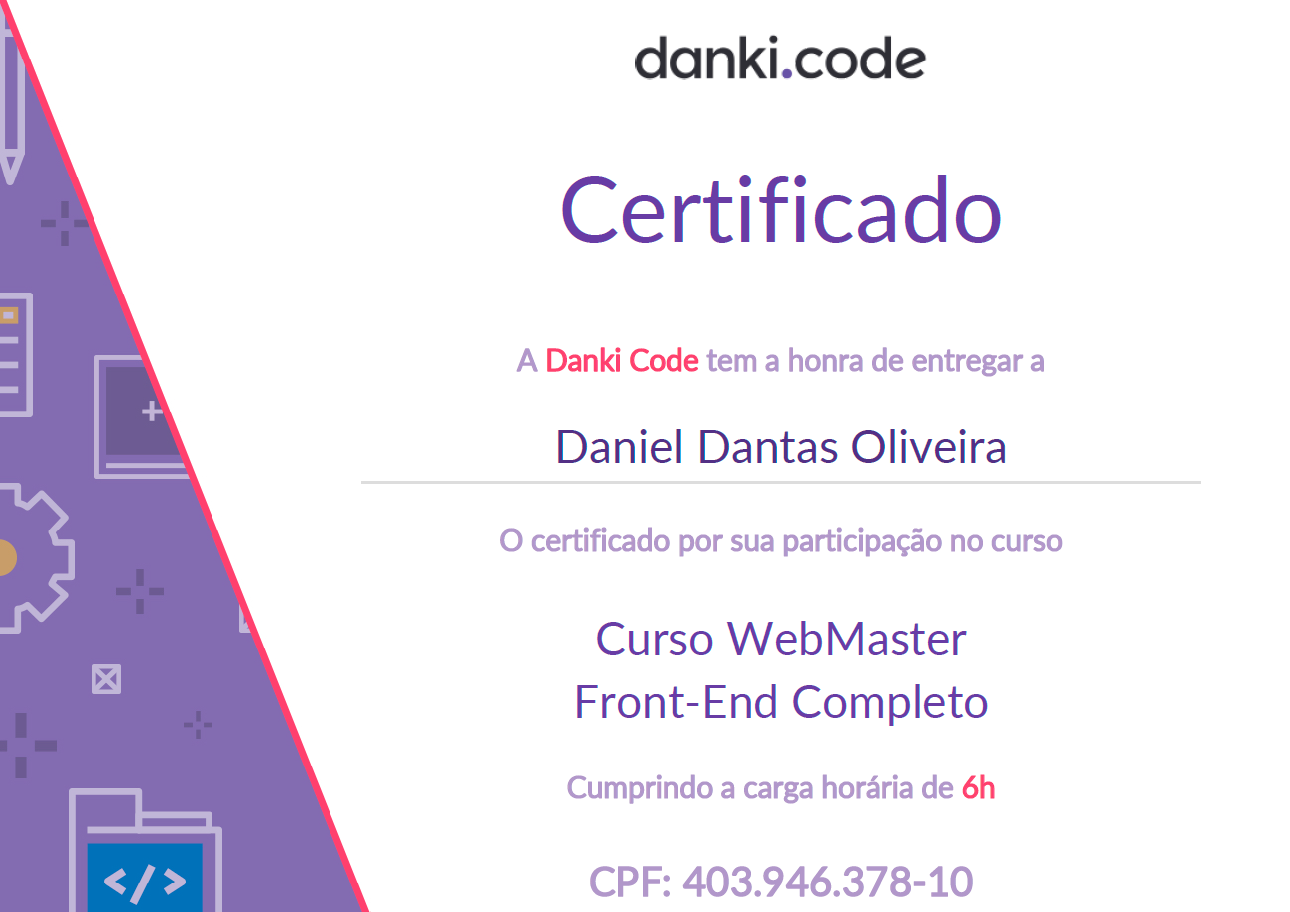 danki.code
Certificado
A Danki Code tem a honra de entregar a
Daniel Dantas Oliveira
O certificado por sua participação no curso
Curso WebMaster
Front-End Completo
Cumprindo a carga horária de 6h
CPF: 403.946.378-10